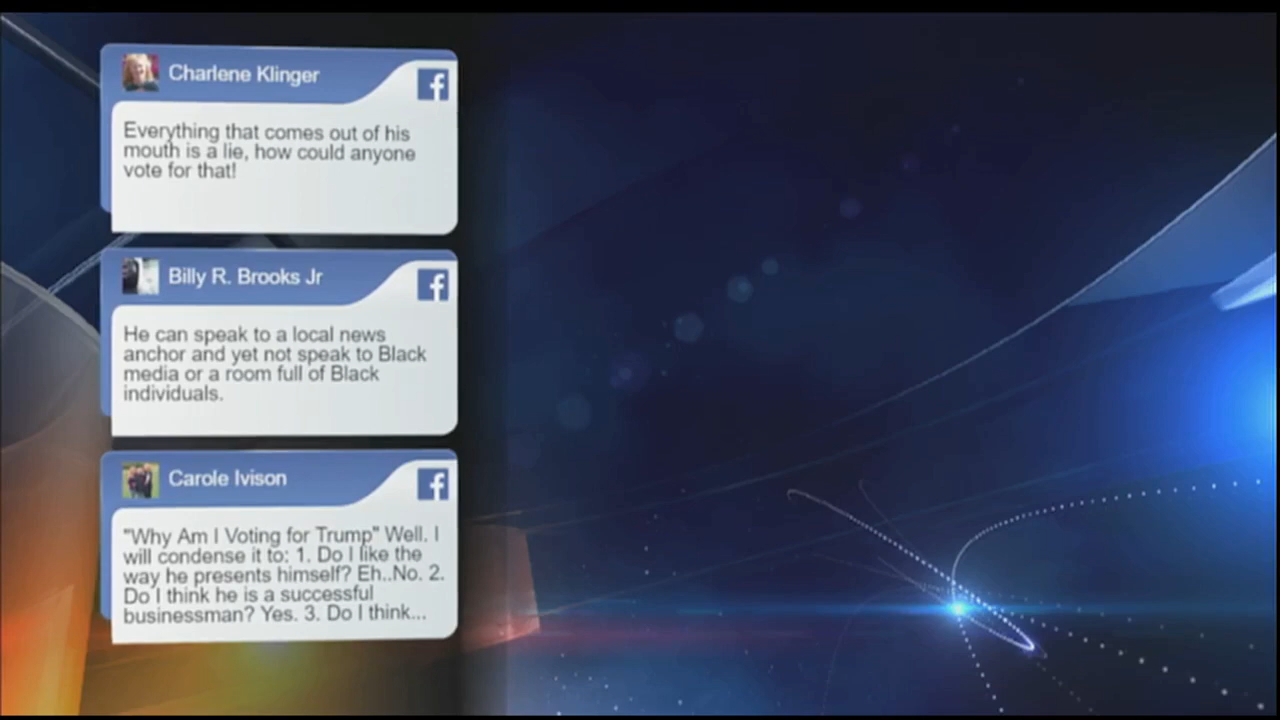 Charlene Klinger
Everything that comes out of his
mouth is a lie, how could anyone
vote for that!
Billy R. Brooks Jr
He can speak to a local news
anchor and yet not speak to Black
media or a room full of Black
individuals.
Carole Ivison
"Why Am I Voting for Trump" Well. I
will condense it to: 1. Do I like the
way he presents himself? Eh..No. 2.
Do I think he is a successful
businessman? Yes. 3. Do I think...